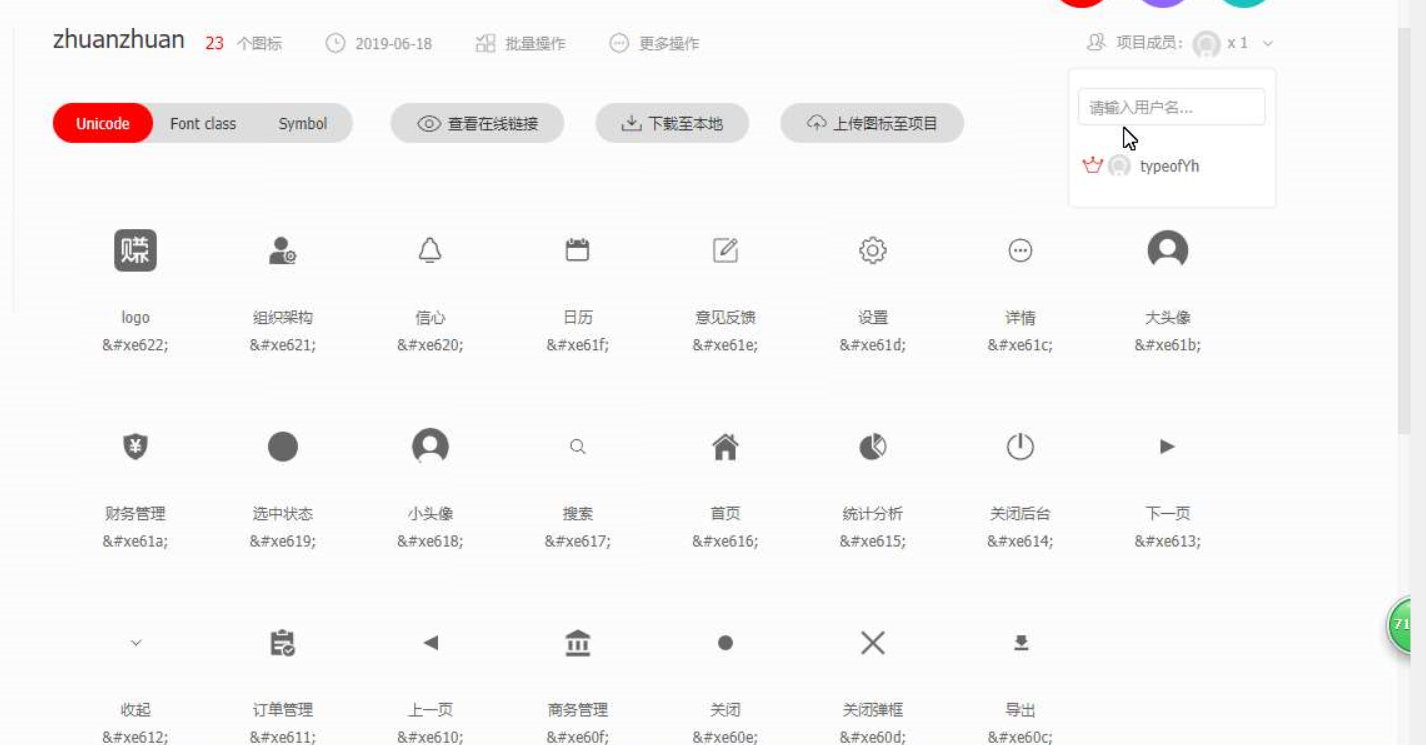 zhuanzhuan 23 个图标 2019-06-18 批量操作 更多操作 项目成员: x 1
Unicode Font class Symbol 查看在线链接 下载至本地 上传图标至项目
请输入用户名...
typeofYh
赚
logo 组织架构 信心 日历 意见反馈 设置 详情 大头像
&#xe622; &#xe621; &#xe620; &#xe61f; &#xe61e; &#xe61d; &#xe61c; &#xe61b;
财务管理 选中状态 小头像 搜索 首页 统计分析 关闭后台 下一页
&#xe61a; &#xe619; &#xe618; &#xe617; &#xe616; &#xe615; &#xe614; &#xe613;
71
收起 订单管理 上一页 商务管理 关闭 关闭弹框 导出
&#xe612; &#xe611; &#xe610; &#xe60f; &#xe60e; &#xe60d; &#xe60c;